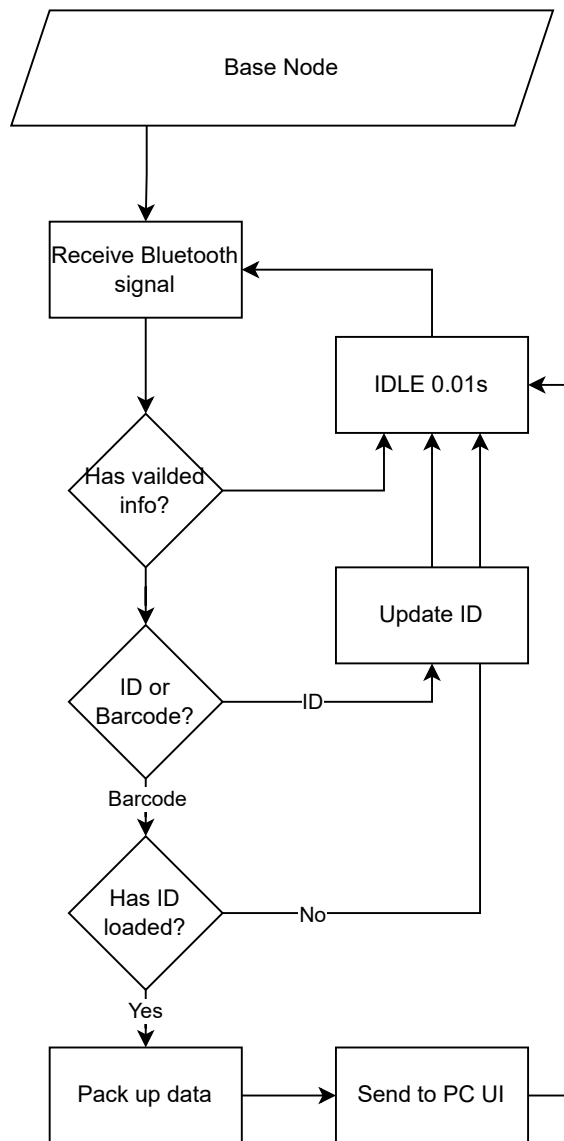 Base Node
Receive Bluetooth
signal
IDLE 0.01s
Has vailded
info?
Update ID
ID or
Barcode?
ID
Barcode
Has ID
loaded?
No
Yes
Pack up data
Send to PC UI